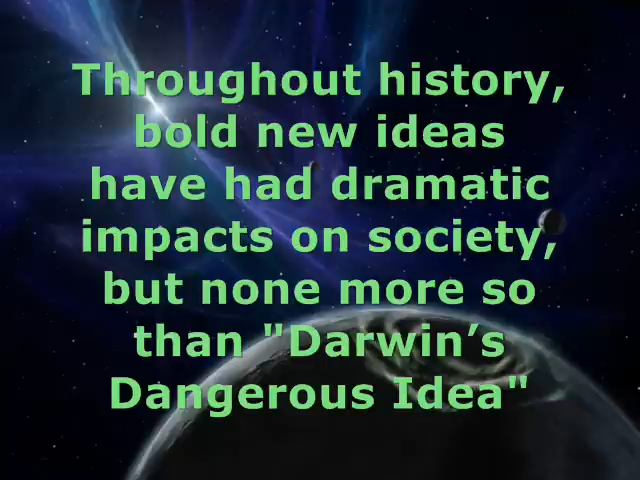 Throughout history,
bold new ideas
have had dramatic
impacts on society,
but none more so
than "Darwin’s
Dangerous Idea"